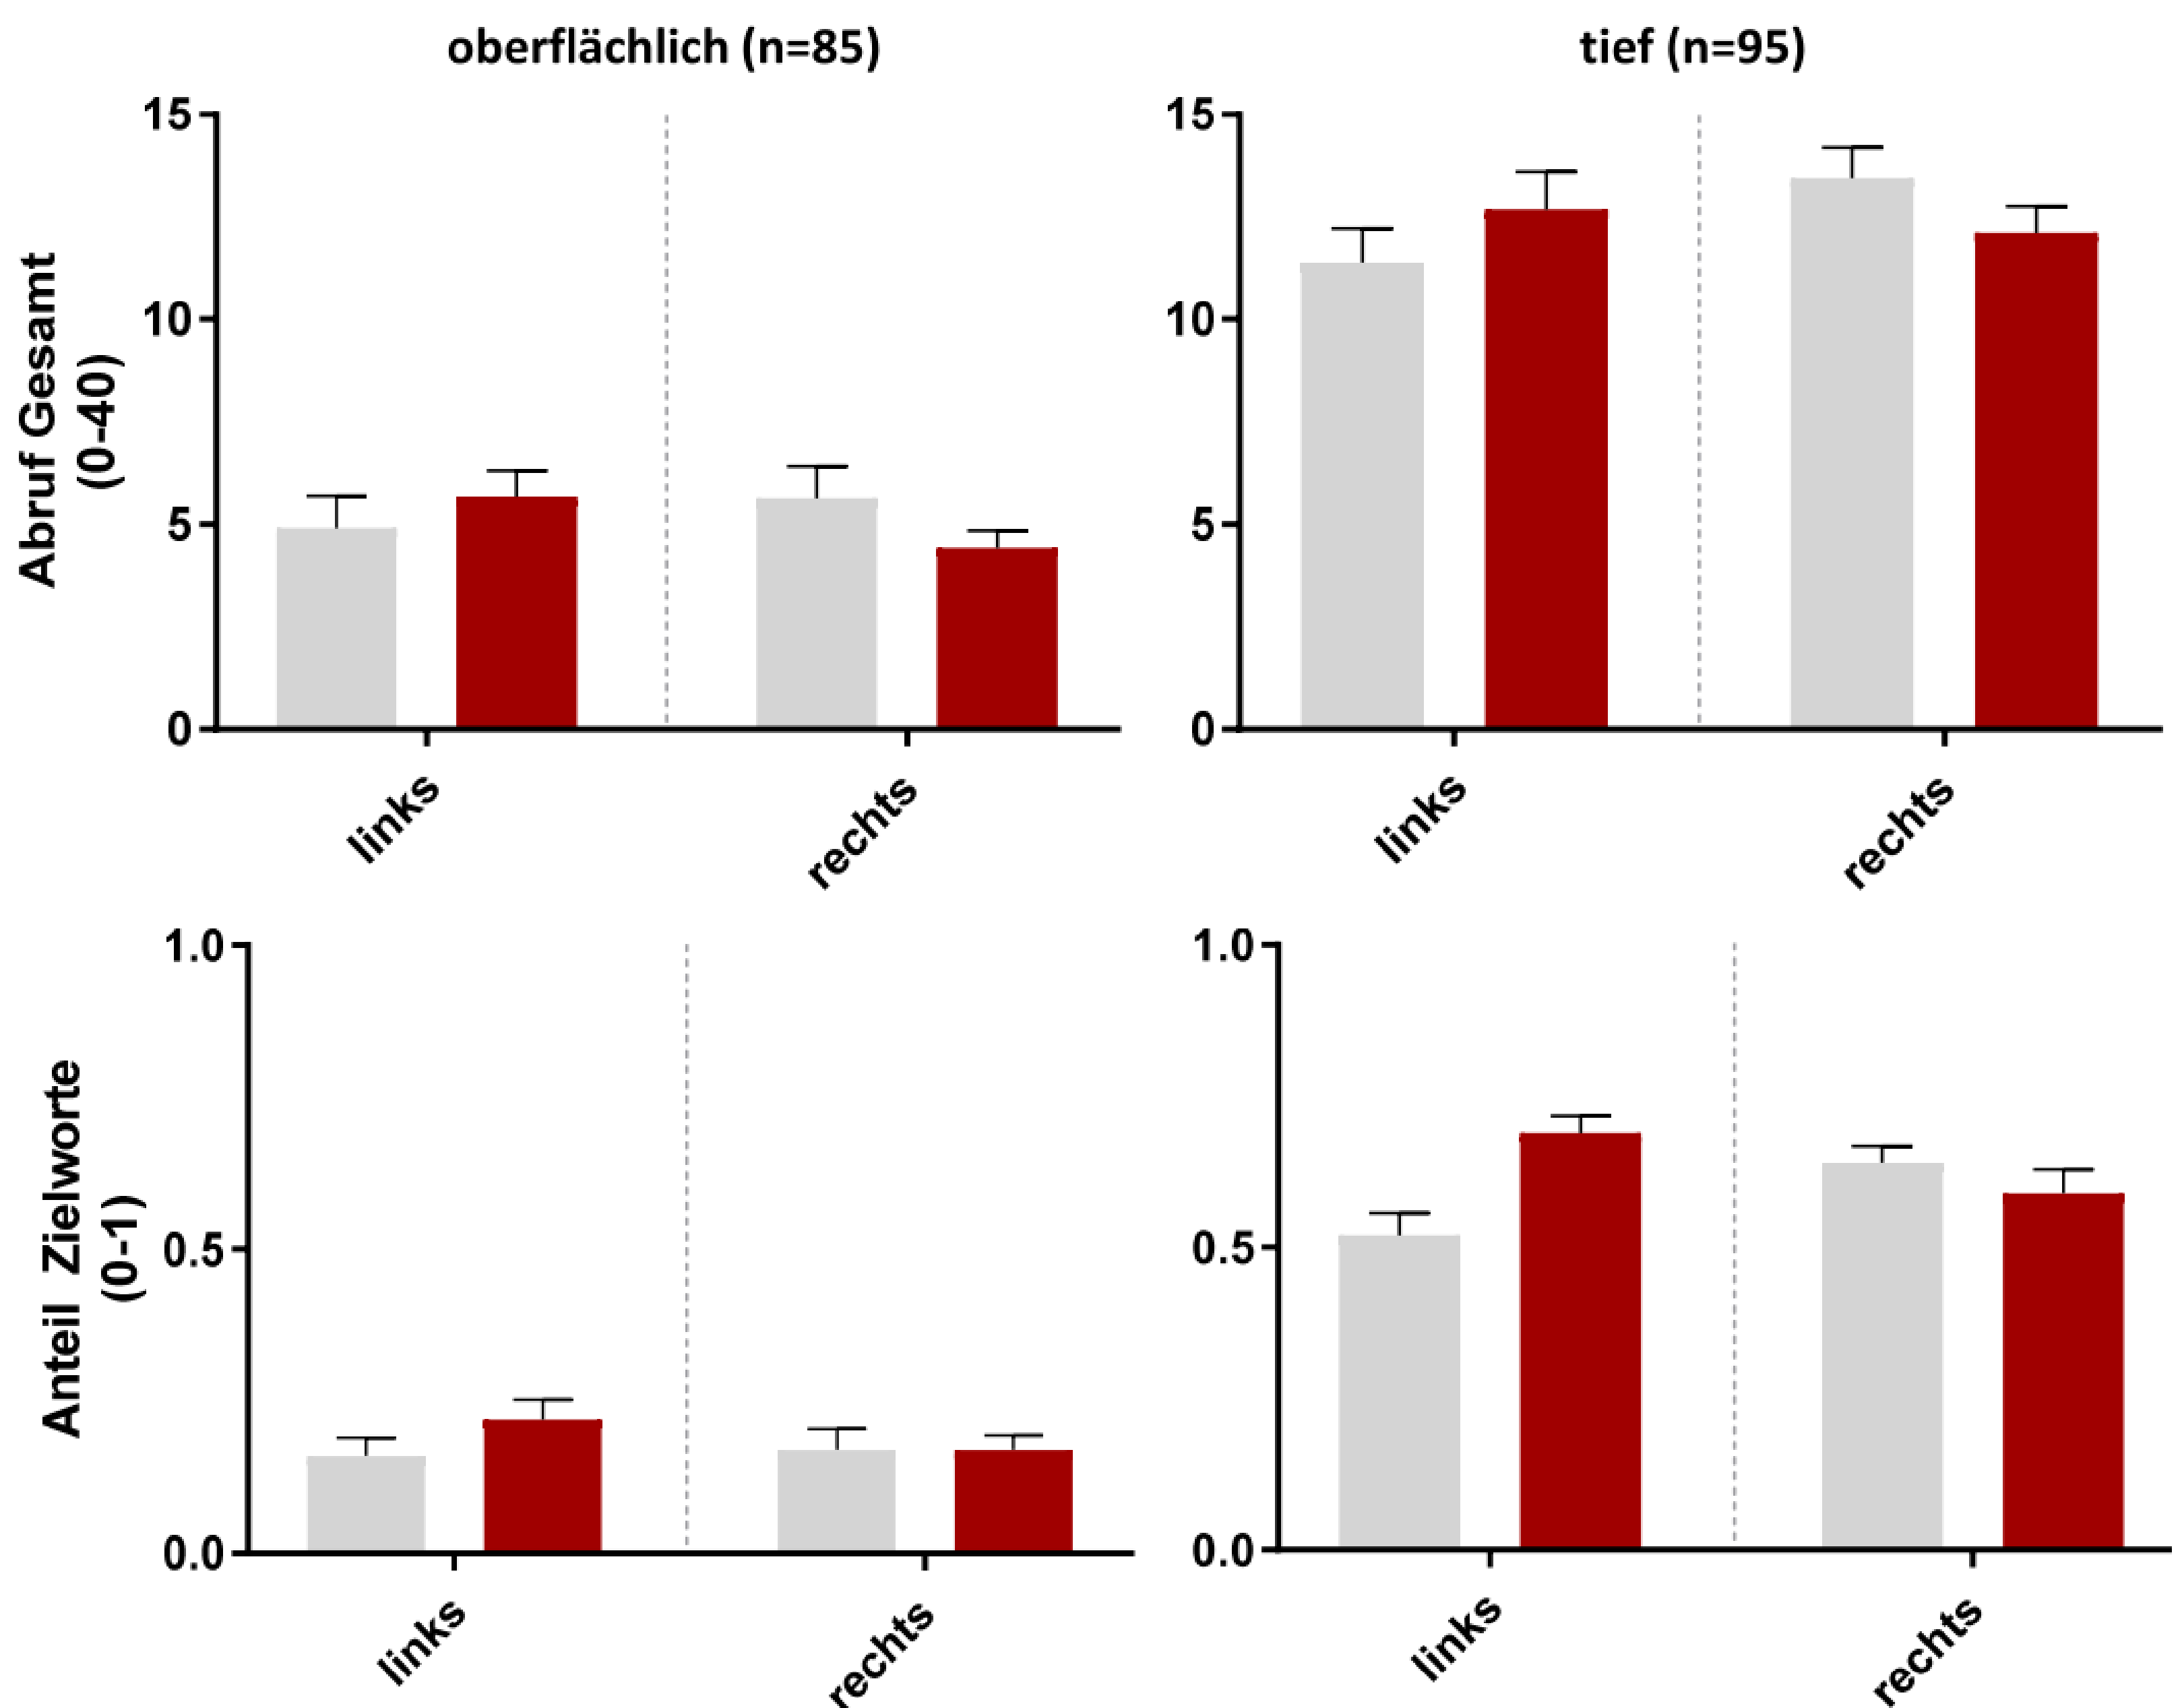 oberflächlich (n=85)
tief (n=95)
Abruf Gesamt
(0-40)
15
10
5
0
links
rechts
15
10
5
0
links
rechts
Anteil Zielworte
(0-1)
1.0
0.5
0.0
links
rechts
1.0
0.5
0.0
links
rechts